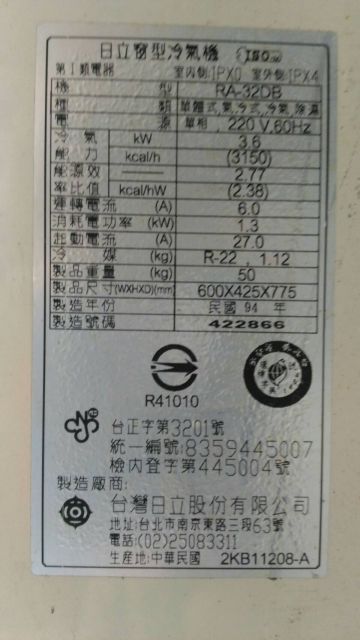 日立窗型冷氣機 ISO
第I類電器 室內側:IPX0 室外側:IPX4
機型 RA-32DB
種類 單體式,氣冷式,冷氣,除濕
電源 單相 , 220 V,60Hz
冷氣能力 kW 3.6
kcal/h (3150)
能源效率比值 —— 2.77
kcal/hW (2.38)
運轉電流 (A) 6.0
消耗電功率 (kW) 1.3
起動電流 (A) 27.0
冷媒 (kg) R-22 , 1.12
製品重量 (kg) 50
製品尺寸(WXHXD)(mm) 600X425X775
製造年份 民國 94 年
製造號碼 422866
R41010
台正字第3201號
統一編號:8359445007
檢內登字第445004號
製造廠商:
台灣日立股份有限公司
地址:台北市南京東路三段63號
電話:(02)25083311
生產地:中華民國 2KB11208-A